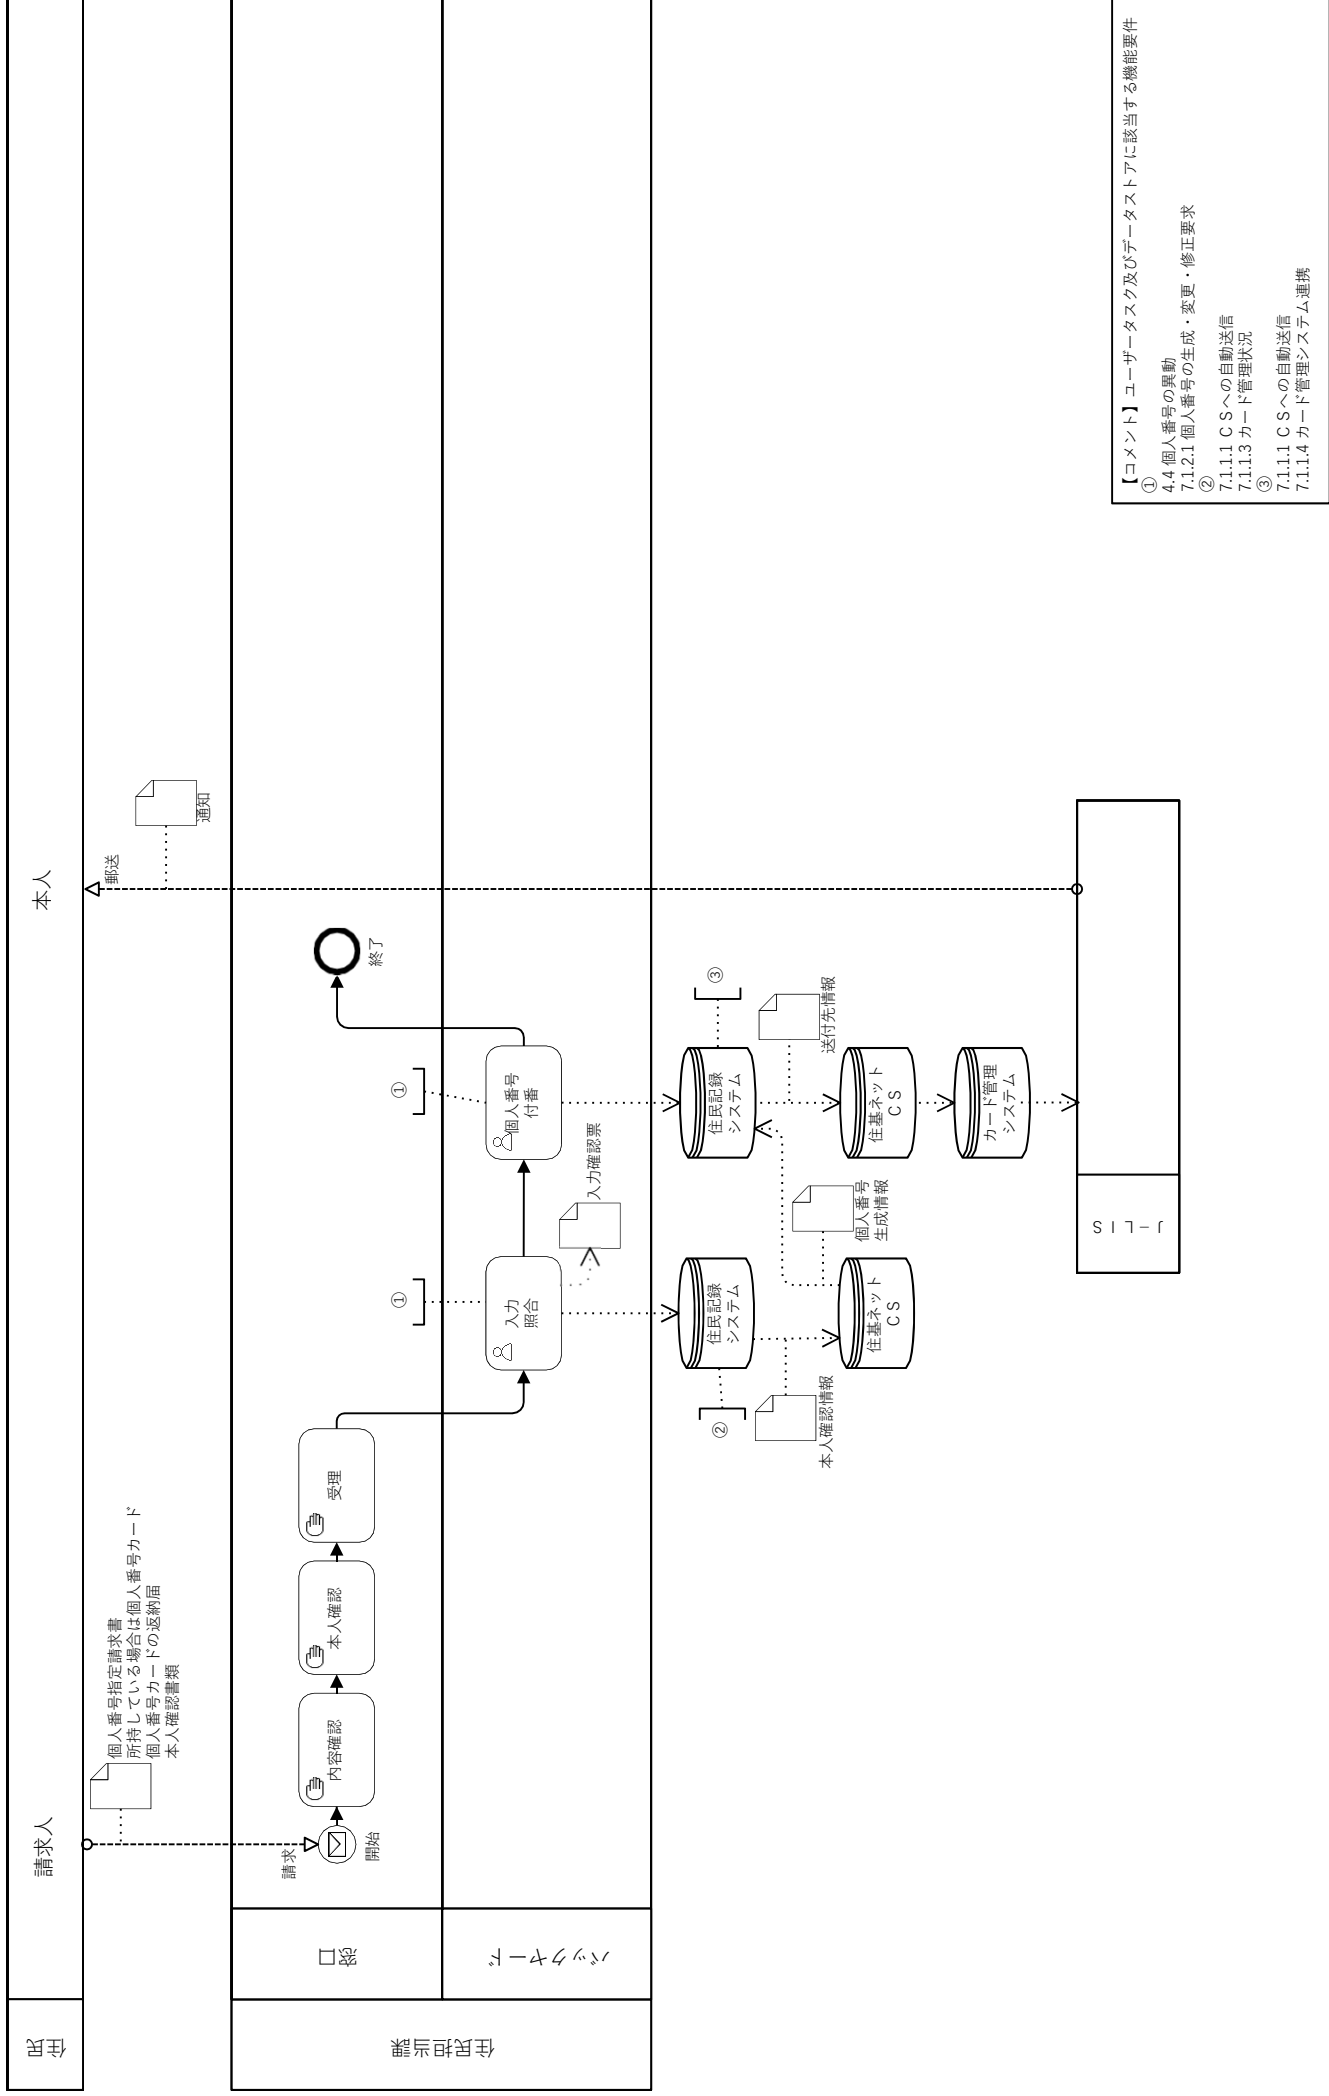 住民
請求人
本人
個人番号指定請求書
所持している場合は個人番号カード
個人番号カードの返納届
本人確認書類
郵送
通知
住民担当課
窓口
バックヤード
請求
開始
内容確認
本人確認
受理
終了
①
入力
照合
入力確認票
①
個人番号
付番
②
住民記録
システム
本人確認情報
住基ネット
ＣＳ
個人番号
生成情報
③
住民記録
システム
送付先情報
住基ネット
ＣＳ
カード管理
システム
Ｊ－ＬＩＳ
【コメント】ユーザータスク及びデータストアに該当する機能要件
①
4.4 個人番号の異動
7.1.2.1 個人番号の生成・変更・修正要求
②
7.1.1.1 ＣＳへの自動送信
7.1.1.3 カード管理状況
③
7.1.1.1 ＣＳへの自動送信
7.1.1.4 カード管理システム連携